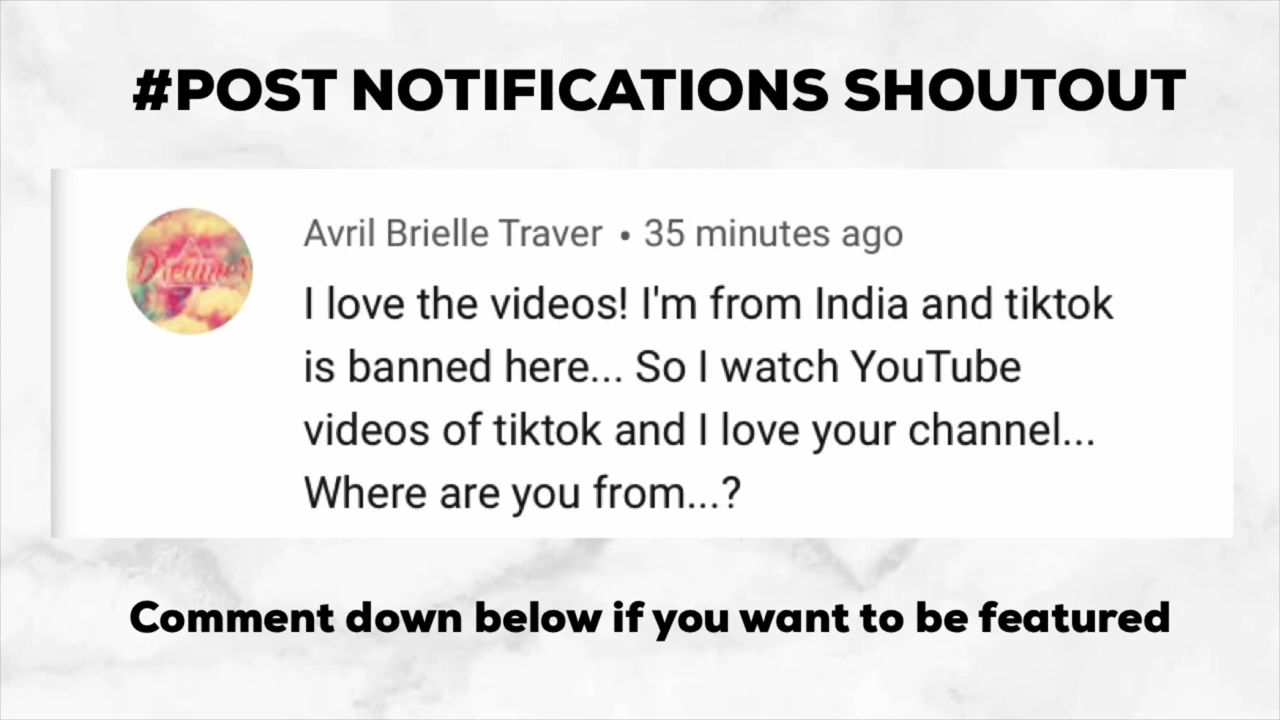 #POST NOTIFICATIONS SHOUTOUT
Dreamer
Avril Brielle Traver • 35 minutes ago
I love the videos! I'm from India and tiktok
is banned here... So I watch YouTube
videos of tiktok and I love your channel...
Where are you from...?
Comment down below if you want to be featured